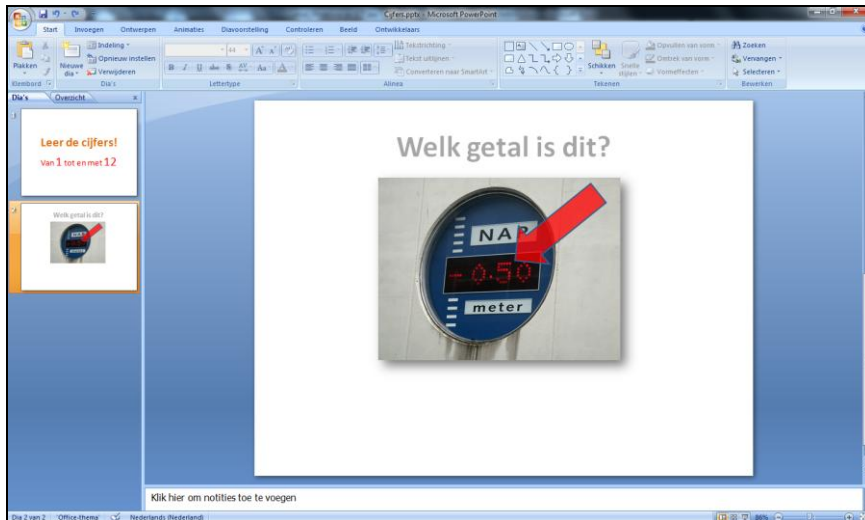 Cijfers.pptx - Microsoft PowerPoint
Start Invoegen Ontwerpen Animaties Diavoorstelling Controleren Beeld Ontwikkelaars
Plakken
Klembord
Nieuwe dia
Indeling
Opnieuw instellen
Verwijderen
Dia's
44
Lettertype
Tekstrichting
Tekst uitlijnen
Converteren naar SmartArt
Alinea
Schikken
Snelle stijlen
Opvullen van vorm
Omtrek van vorm
Vormeffecten
Tekenen
Zoeken
Vervangen
Selecteren
Bewerken
Dia's Overzicht x
1
Leer de cijfers!
Van 1 tot en met 12
2
Welk getal is dit?
Welk getal is dit?
NAP
- 0.50
meter
Klik hier om notities toe te voegen
Dia 2 van 2 "Office-thema" Nederlands (Nederland) 86%